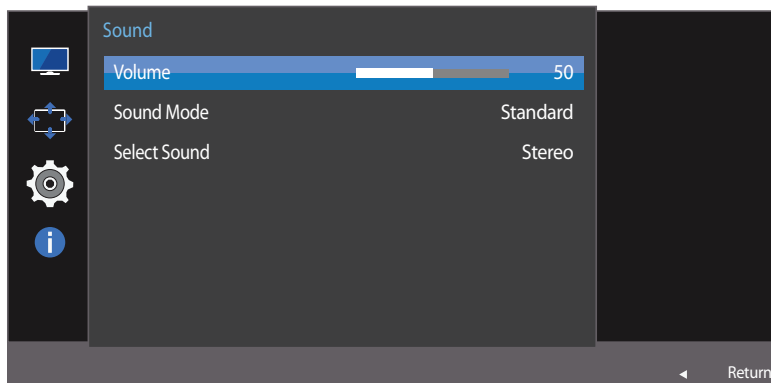 Sound
Volume 50
Sound Mode Standard
Select Sound Stereo
i
Return